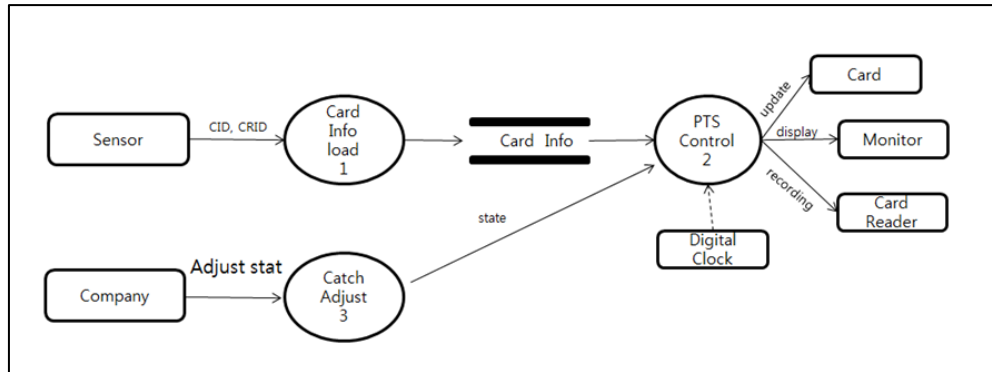 Sensor
CID, CRID
Card
Info
load
1
Card Info
PTS
Control
2
update
display
recording
Card
Monitor
Card
Reader
Digital
Clock
state
Company
Adjust stat
Catch
Adjust
3